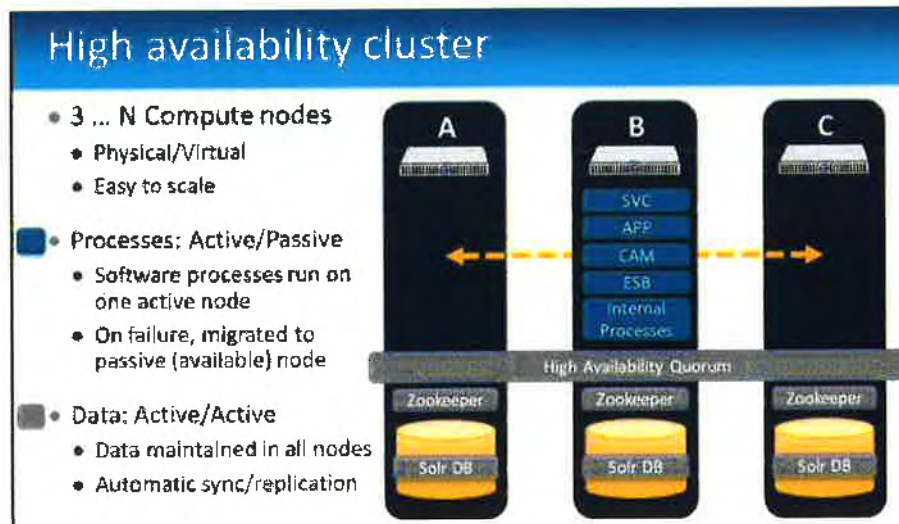 High availability cluster
• 3 ... N Compute nodes
• Physical/Virtual
• Easy to scale
• Processes: Active/Passive
• Software processes run on
one active node
• On failure, migrated to
passive (available) node
• Data: Active/Active
• Data maintained in all nodes
• Automatic sync/replication
A
B
C
SVC
APP
CAM
ESB
Internal
Processes
High Availability Quorum
Zookeeper
Zookeeper
Zookeeper
Solr DB
Solr DB
Solr DB